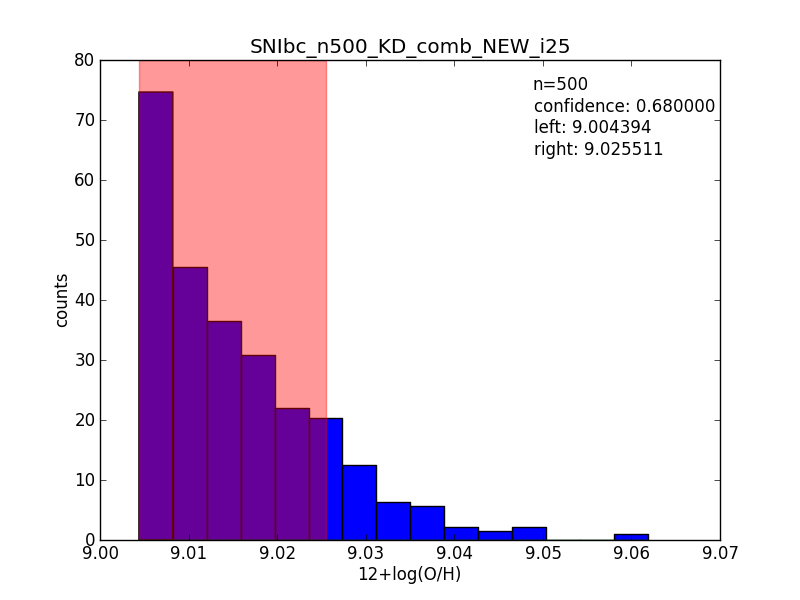 SNIbc_n500_KD_comb_NEW_i25
n=500
confidence: 0.680000
left: 9.004394
right: 9.025511
80
70
60
50
40
30
20
10
0
counts
9.00 9.01 9.02 9.03 9.04 9.05 9.06 9.07
12+log(O/H)